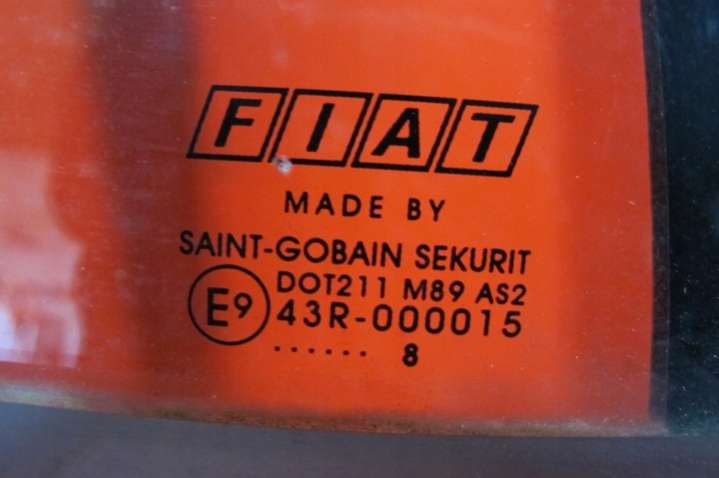 FIAT
MADE BY
SAINT-GOBAIN SEKURIT
DOT211 M89 AS2
E9 43R-000015
...... 8